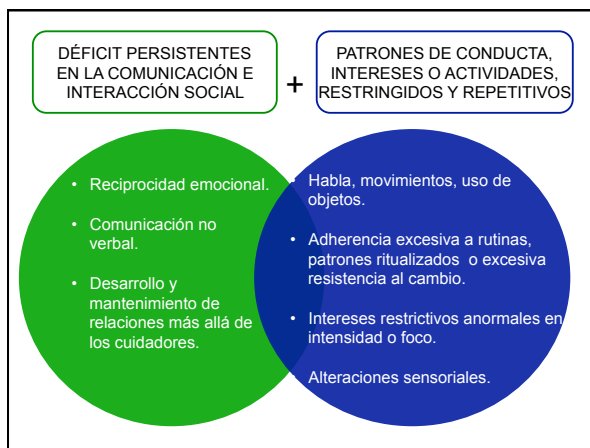 DÉFICIT PERSISTENTES
EN LA COMUNICACIÓN E
INTERACCIÓN SOCIAL
+
PATRONES DE CONDUCTA,
INTERESES O ACTIVIDADES,
RESTRINGIDOS Y REPETITIVOS
• Reciprocidad emocional.
• Comunicación no
verbal.
• Desarrollo y
mantenimiento de
relaciones más allá de
los cuidadores.
• Habla, movimientos, uso de
objetos.
• Adherencia excesiva a rutinas,
patrones ritualizados o excesiva
resistencia al cambio.
• Intereses restrictivos anormales en
intensidad o foco.
• Alteraciones sensoriales.